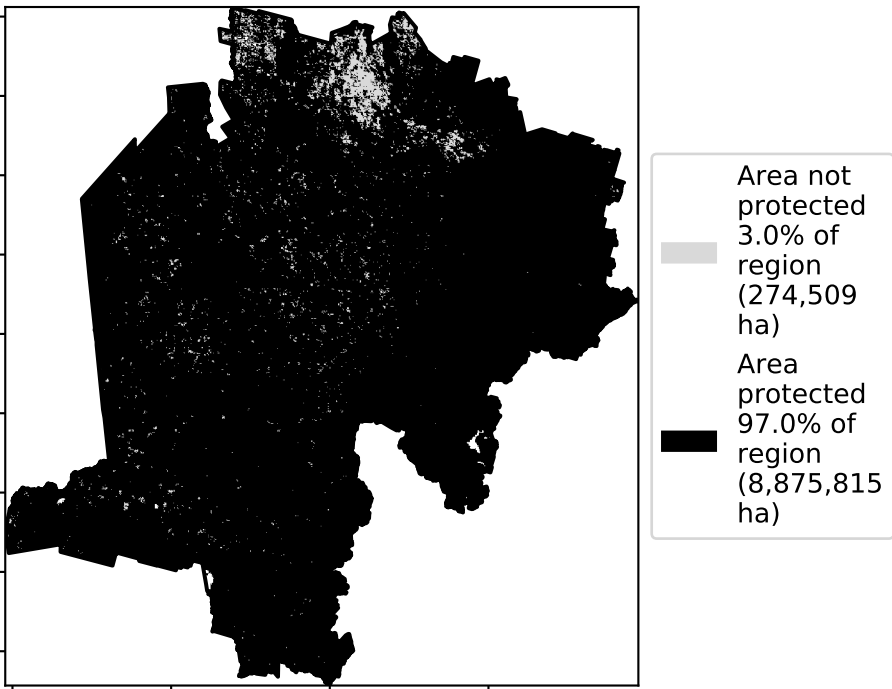 Area not
protected
3.0% of
region
(274,509
ha)
Area
protected
97.0% of
region
(8,875,815
ha)